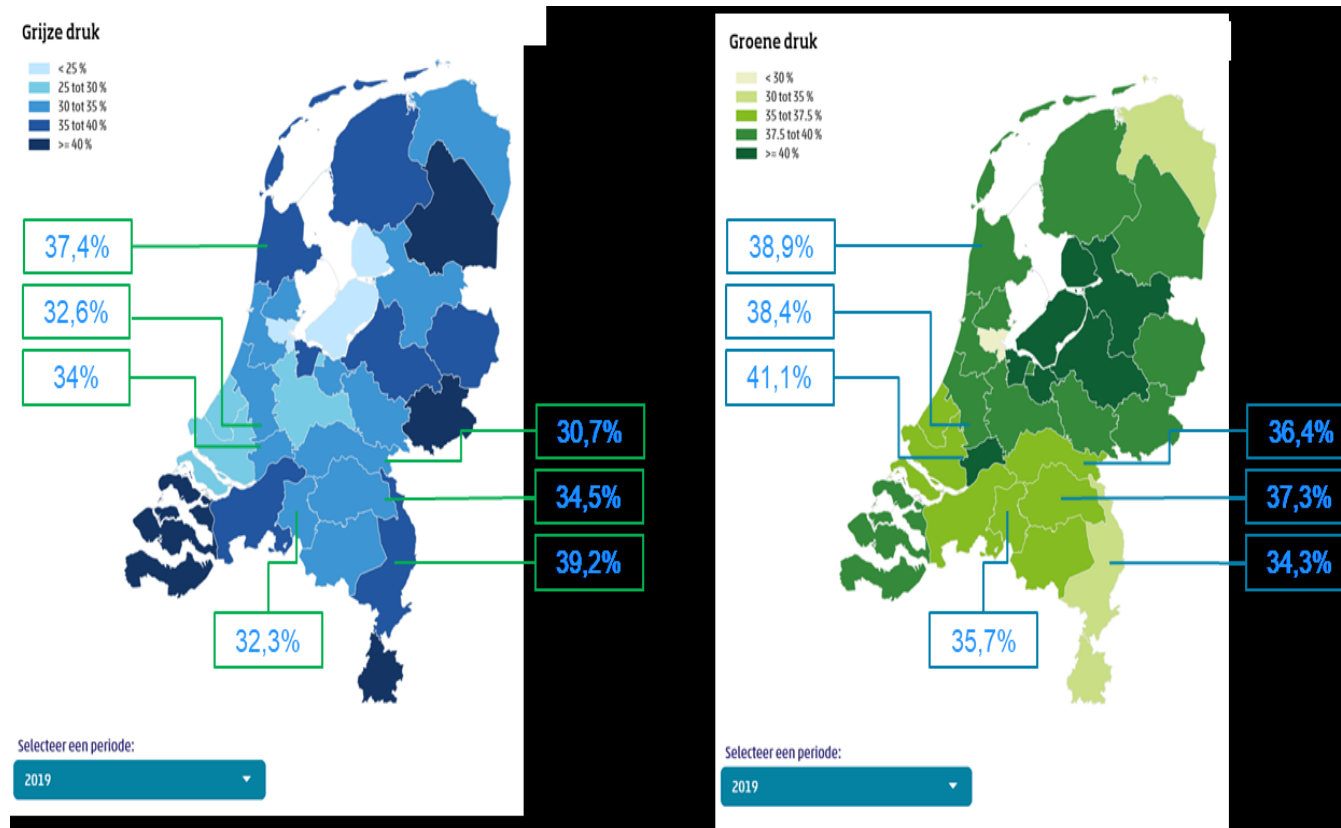 Grijze druk
< 25 %
25 tot 30 %
30 tot 35 %
35 tot 40 %
>= 40 %
37,4%
32,6%
34%
30,7%
34,5%
39,2%
32,3%
Selecteer een periode:
2019
Groene druk
< 30 %
30 tot 35 %
35 tot 37.5 %
37.5 tot 40 %
>= 40 %
38,9%
38,4%
41,1%
36,4%
37,3%
34,3%
35,7%
Selecteer een periode:
2019